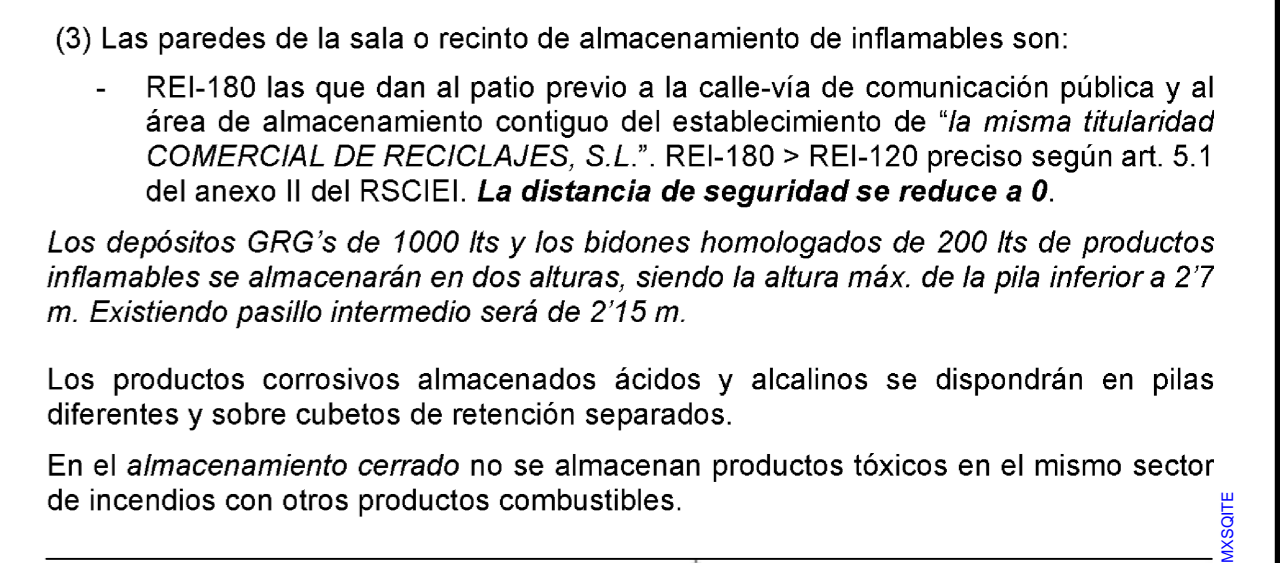 (3) Las paredes de la sala o recinto de almacenamiento de inflamables son:
- REI-180 las que dan al patio previo a la calle-vía de comunicación pública y al
área de almacenamiento contiguo del establecimiento de “la misma titularidad
COMERCIAL DE RECICLAJES, S.L.”. REI-180 > REI-120 preciso según art. 5.1
del anexo II del RSCIEI. La distancia de seguridad se reduce a 0.
Los depósitos GRG’s de 1000 lts y los bidones homologados de 200 lts de productos
inflamables se almacenarán en dos alturas, siendo la altura máx. de la pila inferior a 2’7
m. Existiendo pasillo intermedio será de 2’15 m.
Los productos corrosivos almacenados ácidos y alcalinos se dispondrán en pilas
diferentes y sobre cubetos de retención separados.
En el almacenamiento cerrado no se almacenan productos tóxicos en el mismo sector
de incendios con otros productos combustibles.
MXSQITE